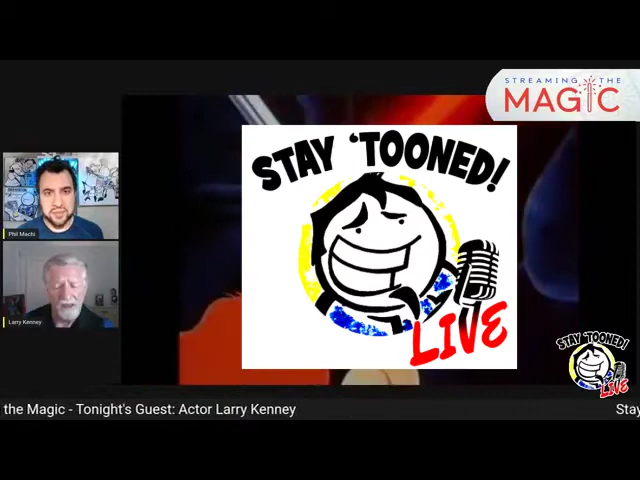 STREAMING THE
MAGIC
STAY 'TOONED!
LIVE
Phil Machi
Larry Kenney
STAY 'TOONED!
LIVE
the Magic - Tonight's Guest: Actor Larry Kenney
Stay